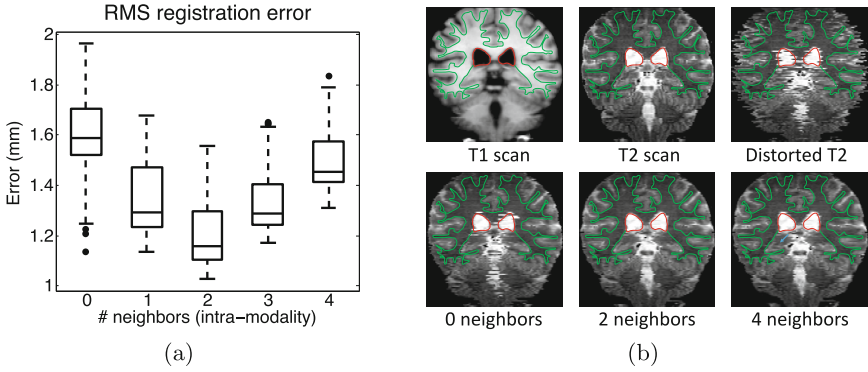 RMS registration error
2
1.8
1.6
1.4
1.2
1
Error (mm)
0 1 2 3 4
# neighbors (intra-modality)
(a)
T1 scan T2 scan Distorted T2
0 neighbors 2 neighbors 4 neighbors
(b)